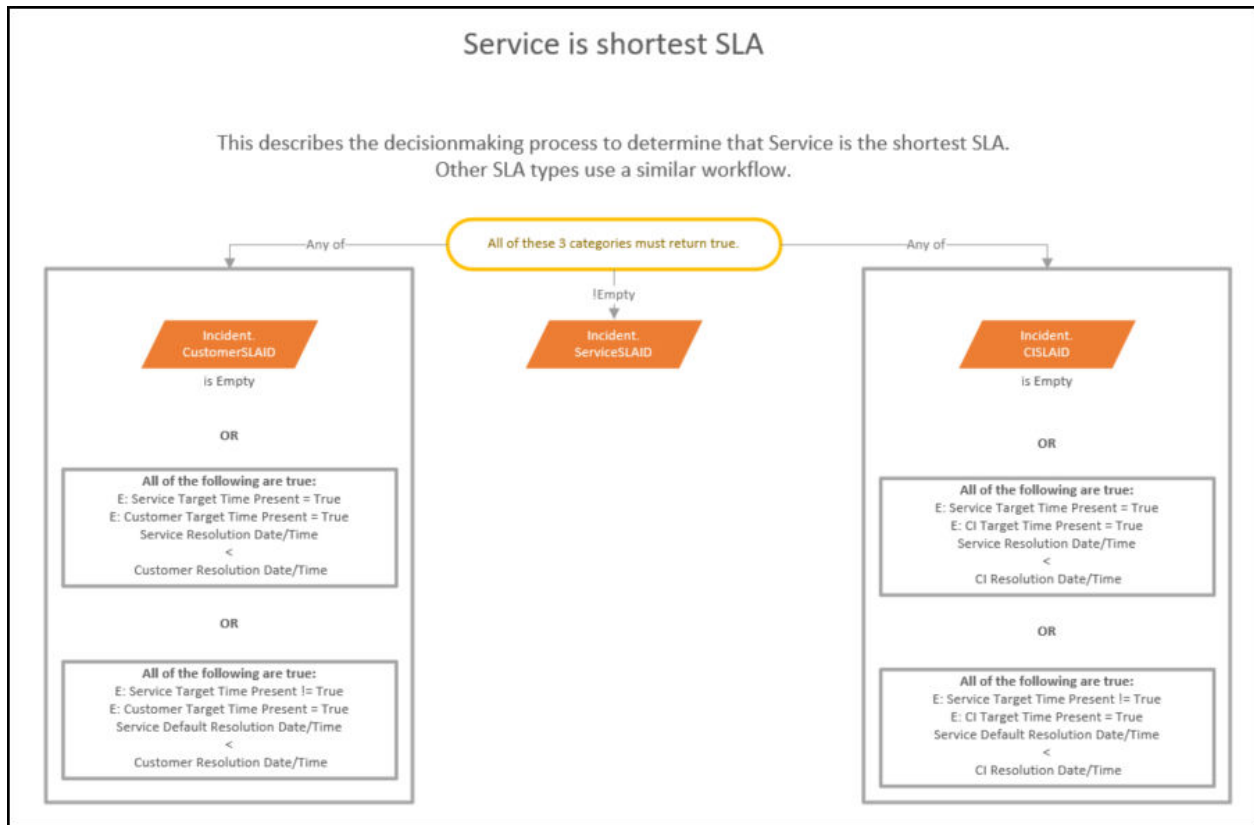 Service is shortest SLA
This describes the decisionmaking process to determine that Service is the shortest SLA.
Other SLA types use a similar workflow.
All of these 3 categories must return true.
Any of
!Empty
Any of
Incident.
CustomerSLAID
is Empty
OR
All of the following are true:
E: Service Target Time Present = True
E: Customer Target Time Present = True
Service Resolution Date/Time
<
Customer Resolution Date/Time
OR
All of the following are true:
E: Service Target Time Present != True
E: Customer Target Time Present = True
Service Default Resolution Date/Time
<
Customer Resolution Date/Time
Incident.
ServiceSLAID
Incident.
CISLAID
is Empty
OR
All of the following are true:
E: Service Target Time Present = True
E: CI Target Time Present = True
Service Resolution Date/Time
<
CI Resolution Date/Time
OR
All of the following are true:
E: Service Target Time Present != True
E: CI Target Time Present = True
Service Default Resolution Date/Time
<
CI Resolution Date/Time